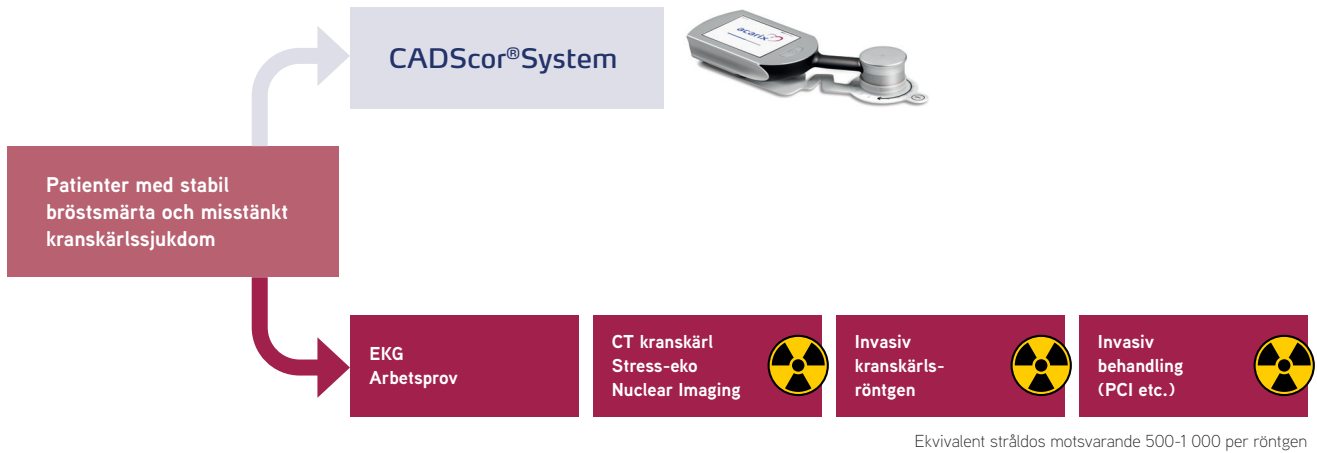 CADScor®System
acarix
Patienter med stabil
bröstsmärta och misstänkt
kranskärlssjukdom
EKG
Arbetsprov
CT kranskärl
Stress-eko
Nuclear Imaging
Invasiv
kranskärls-
röntgen
Invasiv
behandling
(PCI etc.)
Ekvivalent stråldos motsvarande 500-1 000 per röntgen